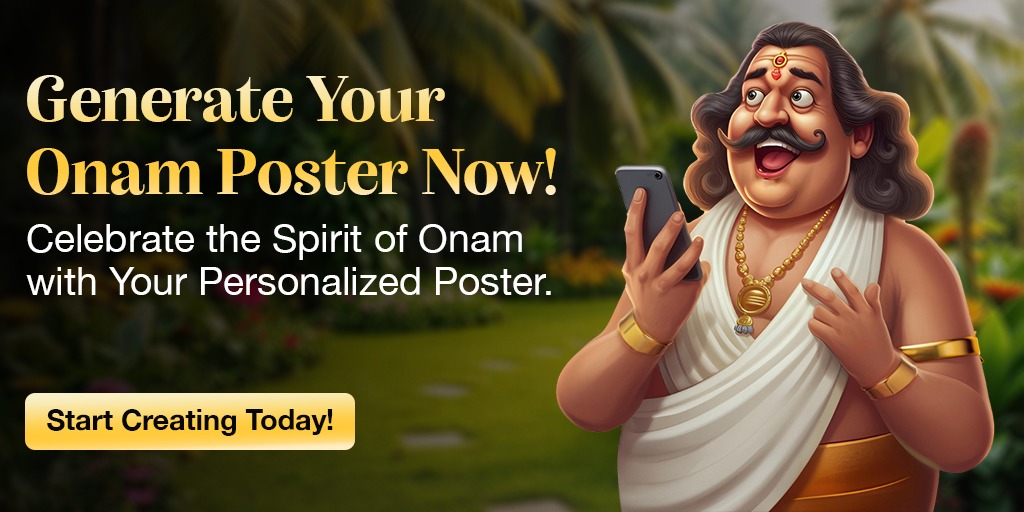 Generate Your
Onam Poster Now!
Celebrate the Spirit of Onam
with Your Personalized Poster.
Start Creating Today!